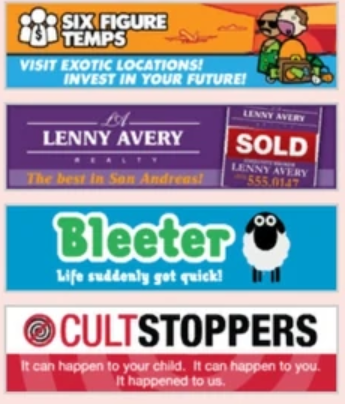 SIX FIGURE
TEMPS
VISIT EXOTIC LOCATIONS!
INVEST IN YOUR FUTURE!
LA
LENNY AVERY
REALTY
The best in San Andreas!
LENNY AVERY
SOLD
LENNY AVERY
555.0147
Bleeter
Life suddenly got quick!
CULTSTOPPERS
It can happen to your child. It can happen to you.
It happened to us.